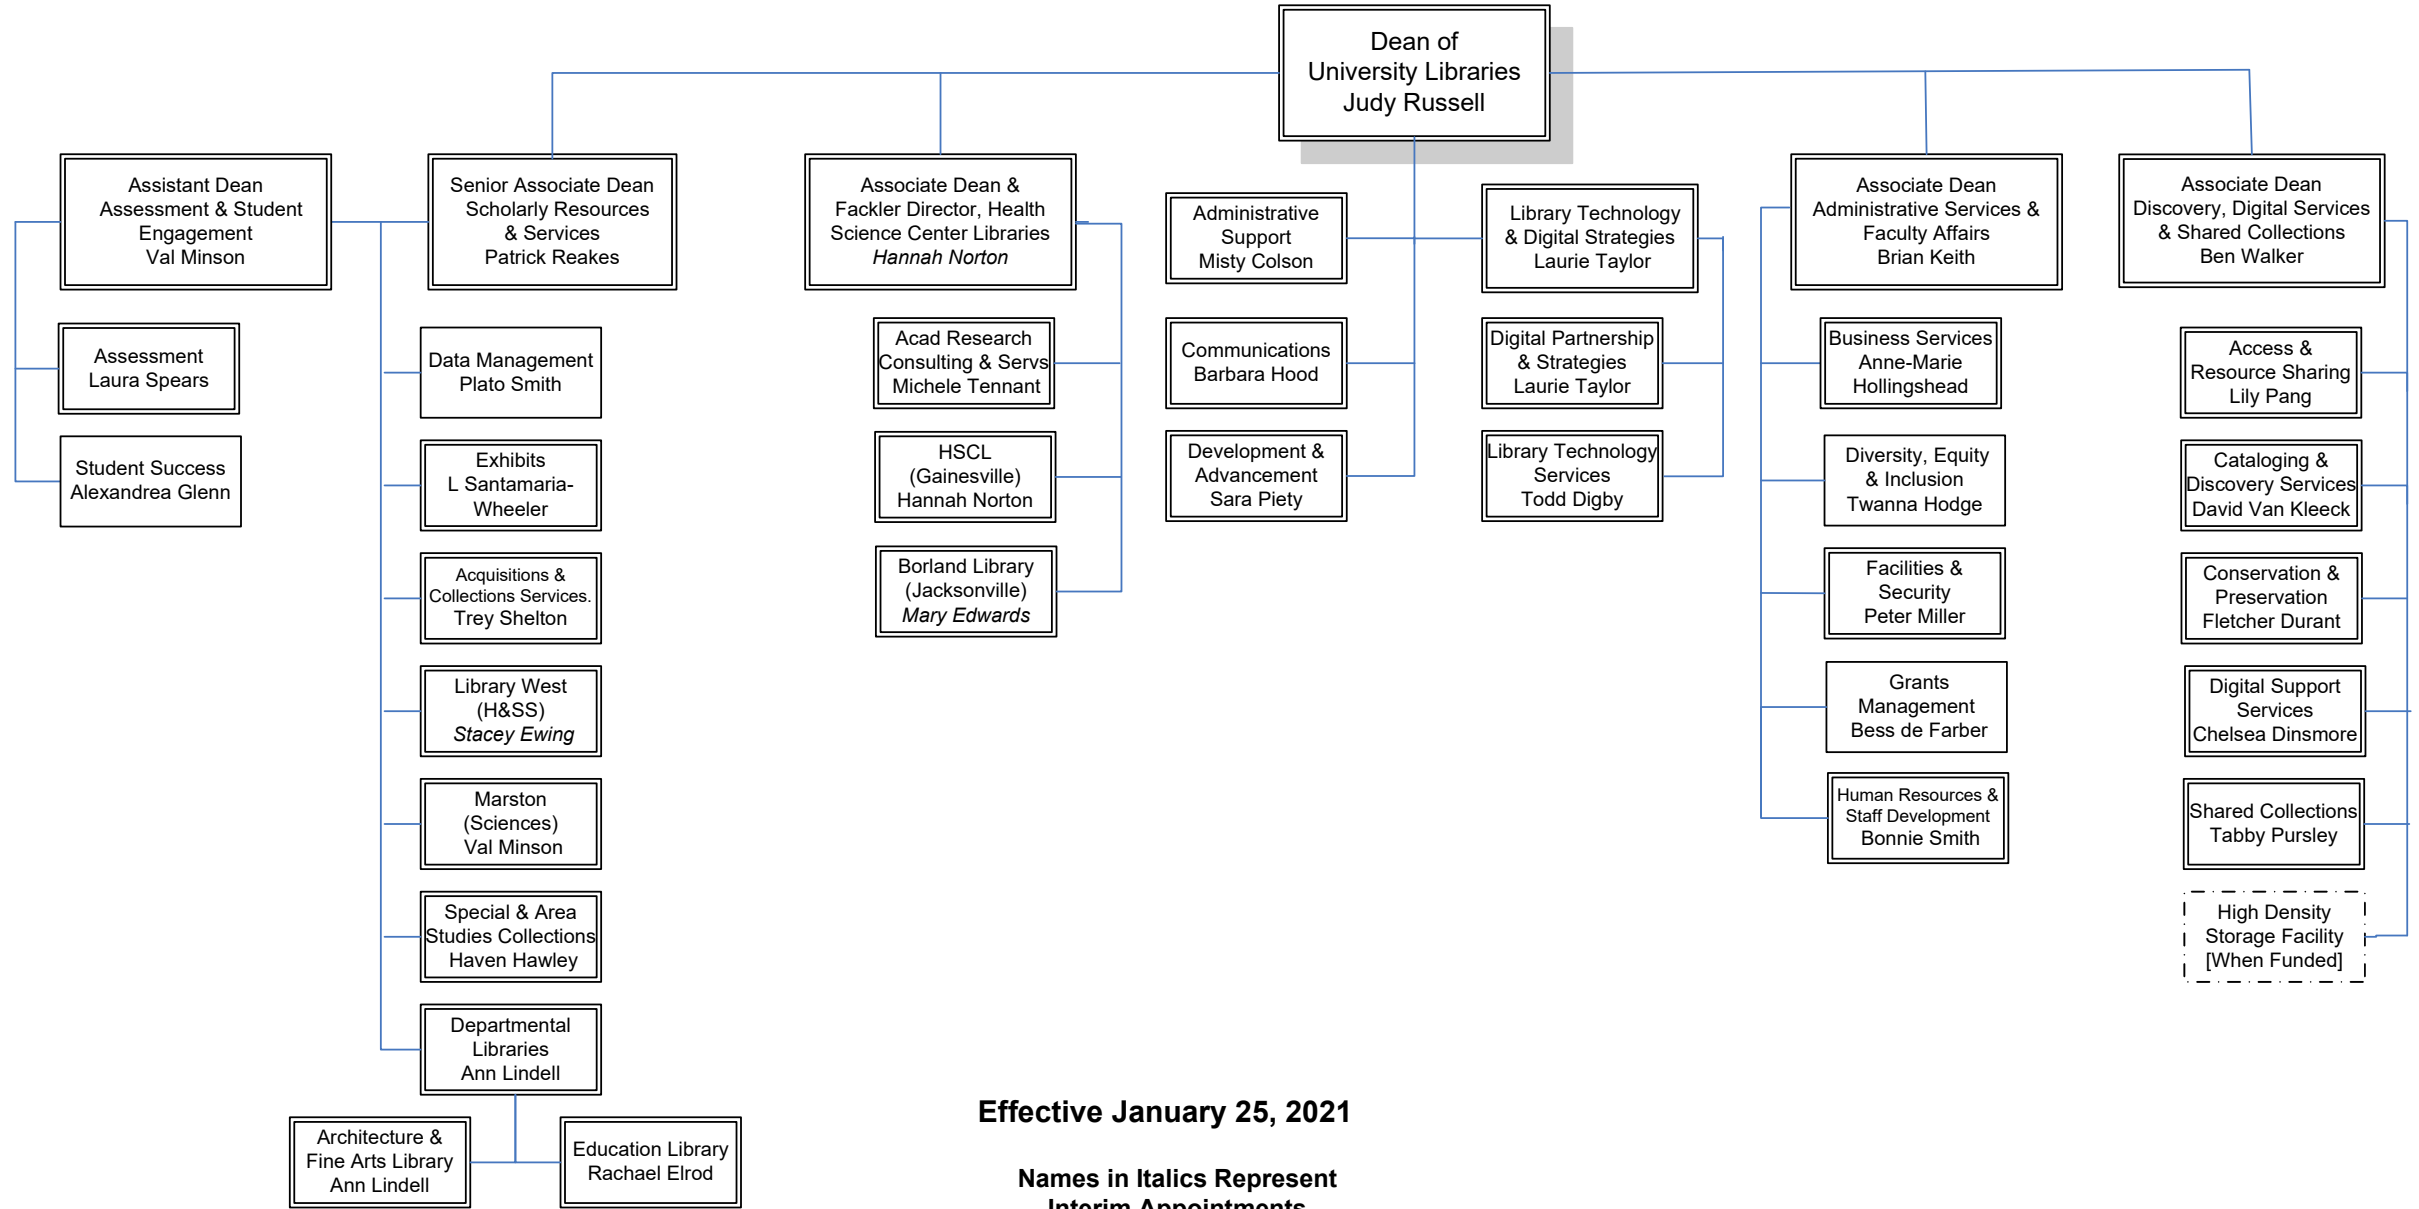 Dean of
University Libraries
Judy Russell
Assistant Dean
Assessment & Student
Engagement
Val Minson
Senior Associate Dean
Scholarly Resources
& Services
Patrick Reakes
Associate Dean &
Fackler Director, Health
Science Center Libraries
Hannah Norton
Administrative
Support
Misty Colson
Library Technology
& Digital Strategies
Laurie Taylor
Associate Dean
Administrative Services &
Faculty Affairs
Brian Keith
Associate Dean
Discovery, Digital Services
& Shared Collections
Ben Walker
Assessment
Laura Spears
Student Success
Alexandrea Glenn
Data Management
Plato Smith
Exhibits
L Santamaria-
Wheeler
Acquisitions &
Collections Services.
Trey Shelton
Library West
(H&SS)
Stacey Ewing
Marston
(Sciences)
Val Minson
Special & Area
Studies Collections
Haven Hawley
Departmental
Libraries
Ann Lindell
Architecture &
Fine Arts Library
Ann Lindell
Education Library
Rachael Elrod
Acad Research
Consulting & Servs
Michele Tennant
HSCL
(Gainesville)
Hannah Norton
Borland Library
(Jacksonville)
Mary Edwards
Communications
Barbara Hood
Development &
Advancement
Sara Piety
Digital Partnership
& Strategies
Laurie Taylor
Library Technology
Services
Todd Digby
Business Services
Anne-Marie
Hollingshead
Diversity, Equity
& Inclusion
Twanna Hodge
Facilities &
Security
Peter Miller
Grants
Management
Bess de Farber
Human Resources &
Staff Development
Bonnie Smith
Access &
Resource Sharing
Lily Pang
Cataloging &
Discovery Services
David Van Kleeck
Conservation &
Preservation
Fletcher Durant
Digital Support
Services
Chelsea Dinsmore
Shared Collections
Tabby Pursley
High Density
Storage Facility
[When Funded]
Effective January 25, 2021
Names in Italics Represent
Interim Appointments